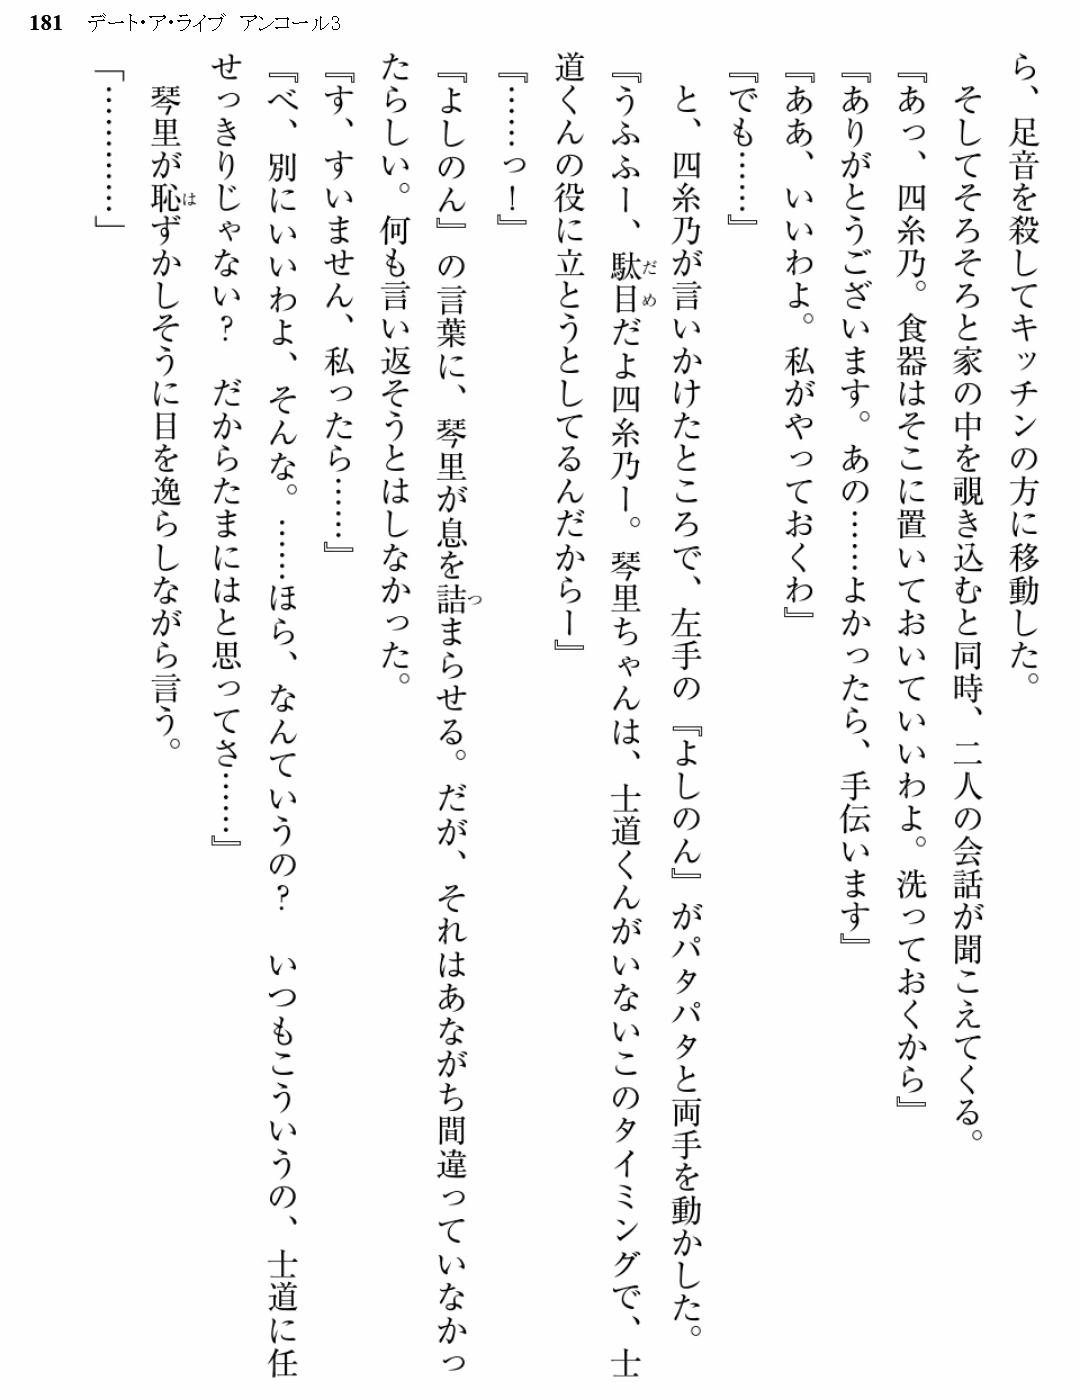 181 デート・ア・ライブ アンコール3
ら、足音を殺してキッチンの方に移動した。
　そしてそろそろと家の中を覗き込むと同時、二人の会話が聞こえてくる。
『あっ、四糸乃。食器はそこに置いておいていいわよ。洗っておくから』
『ありがとうございます。あの……よかったら、手伝います』
『ああ、いいわよ。私がやっておくわ』
『でも……』
　と、四糸乃が言いかけたところで、左手の『よしのん』がパタパタと両手を動かした。
『うふふー、駄目だよ四糸乃ー。琴里ちゃんは、士道くんがいないこのタイミングで、士
道くんの役に立とうとしてるんだからー』
『……っ！』
『よしのん』の言葉に、琴里が息を詰まらせる。だが、それはあながち間違っていなかっ
たらしい。何も言い返そうとはしなかった。
『す、すいません、私ったら……』
『べ、別にいいわよ、そんな。……ほら、なんていうの？　いつもこういうの、士道に任
せっきりじゃない？　だからたまにはと思ってさ……』
　琴里が恥ずかしそうに目を逸らしながら言う。
「…………」